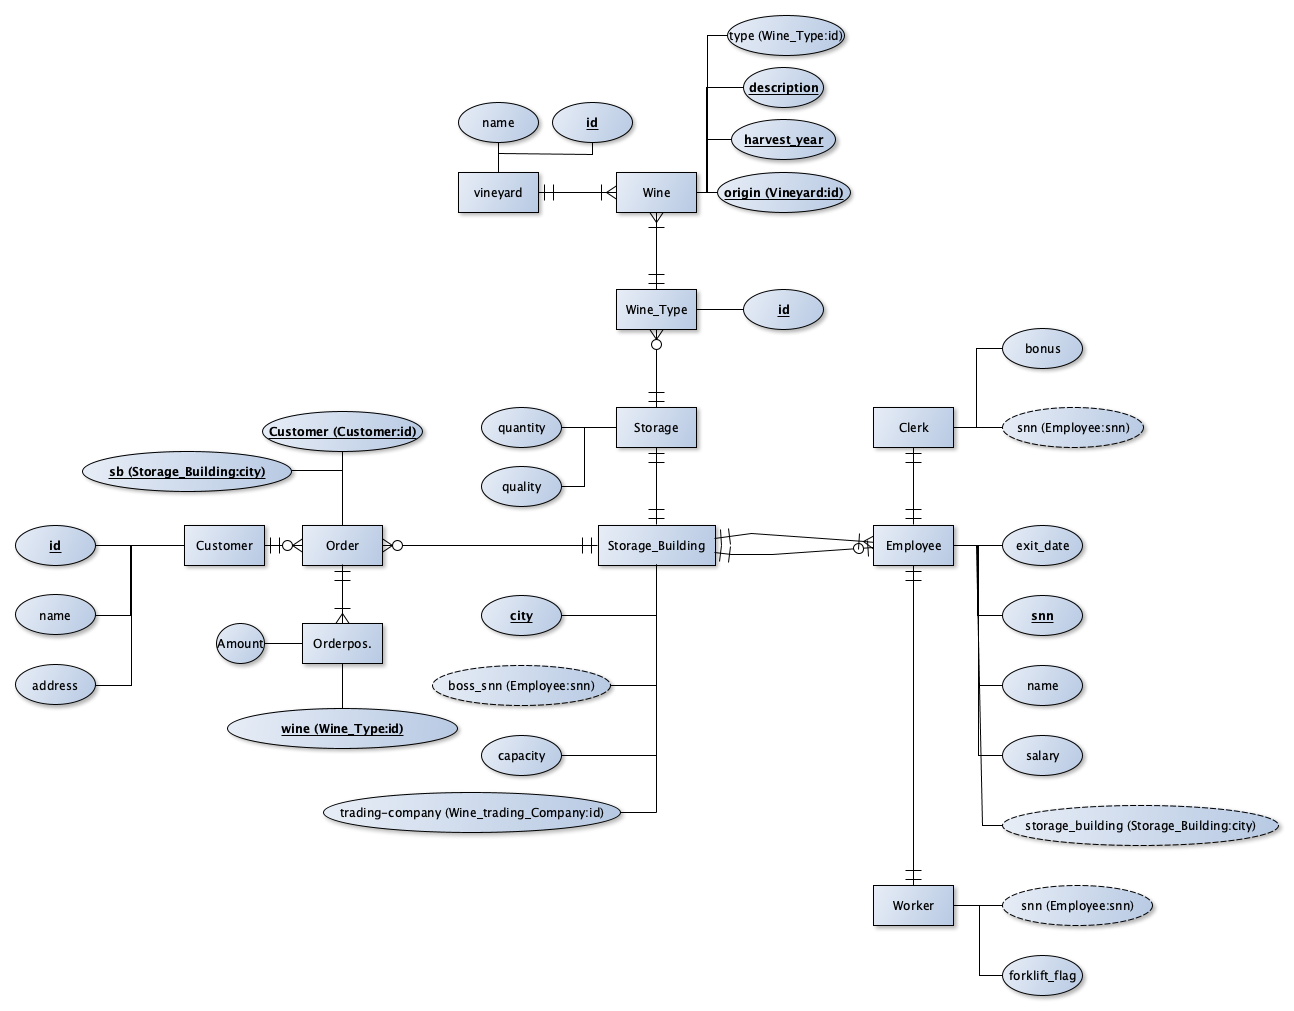 type (Wine_Type:id)
description
name
id
harvest_year
vineyard
Wine
origin (Vineyard:id)
Wine_Type
id
bonus
Customer (Customer:id)
quantity
Storage
Clerk
snn (Employee:snn)
sb (Storage_Building:city)
quality
id
Customer
Order
Storage_Building
Employee
exit_date
name
city
snn
Amount
Orderpos.
address
boss_snn (Employee:snn)
name
wine (Wine_Type:id)
capacity
salary
trading-company (Wine_trading_Company:id)
storage_building (Storage_Building:city)
Worker
snn (Employee:snn)
forklift_flag